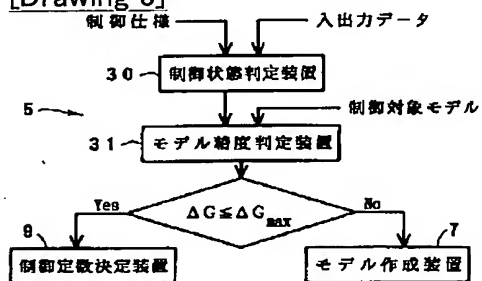 [Drawing 6]
制御仕様
入出力データ
30
制御状態判定装置
5
制御対象モデル
31
モデル精度判定装置
Yes
No
ΔG≦ΔGmax
9
制御定数決定装置
7
モデル作成装置